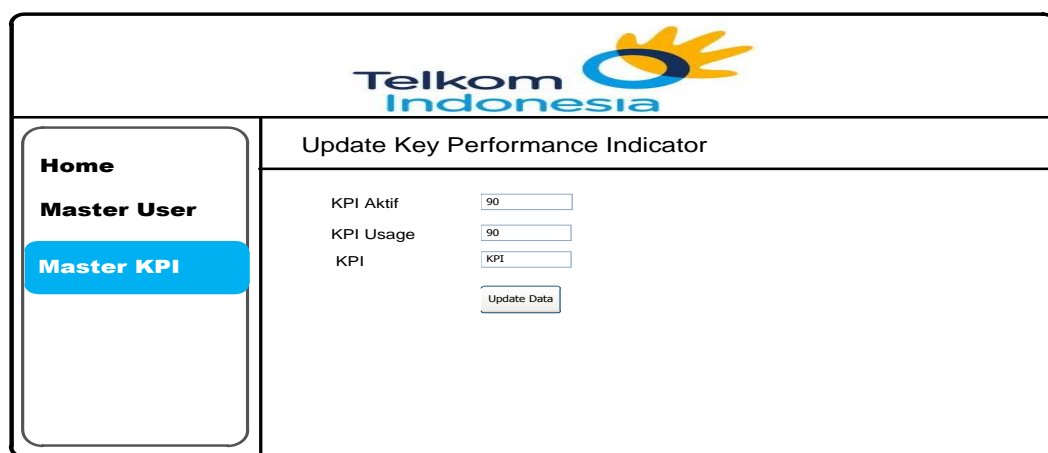 Telkom
Indonesia
Home
Master User
Master KPI
Update Key Performance Indicator
KPI Aktif 90
KPI Usage 90
KPI KPI
Update Data